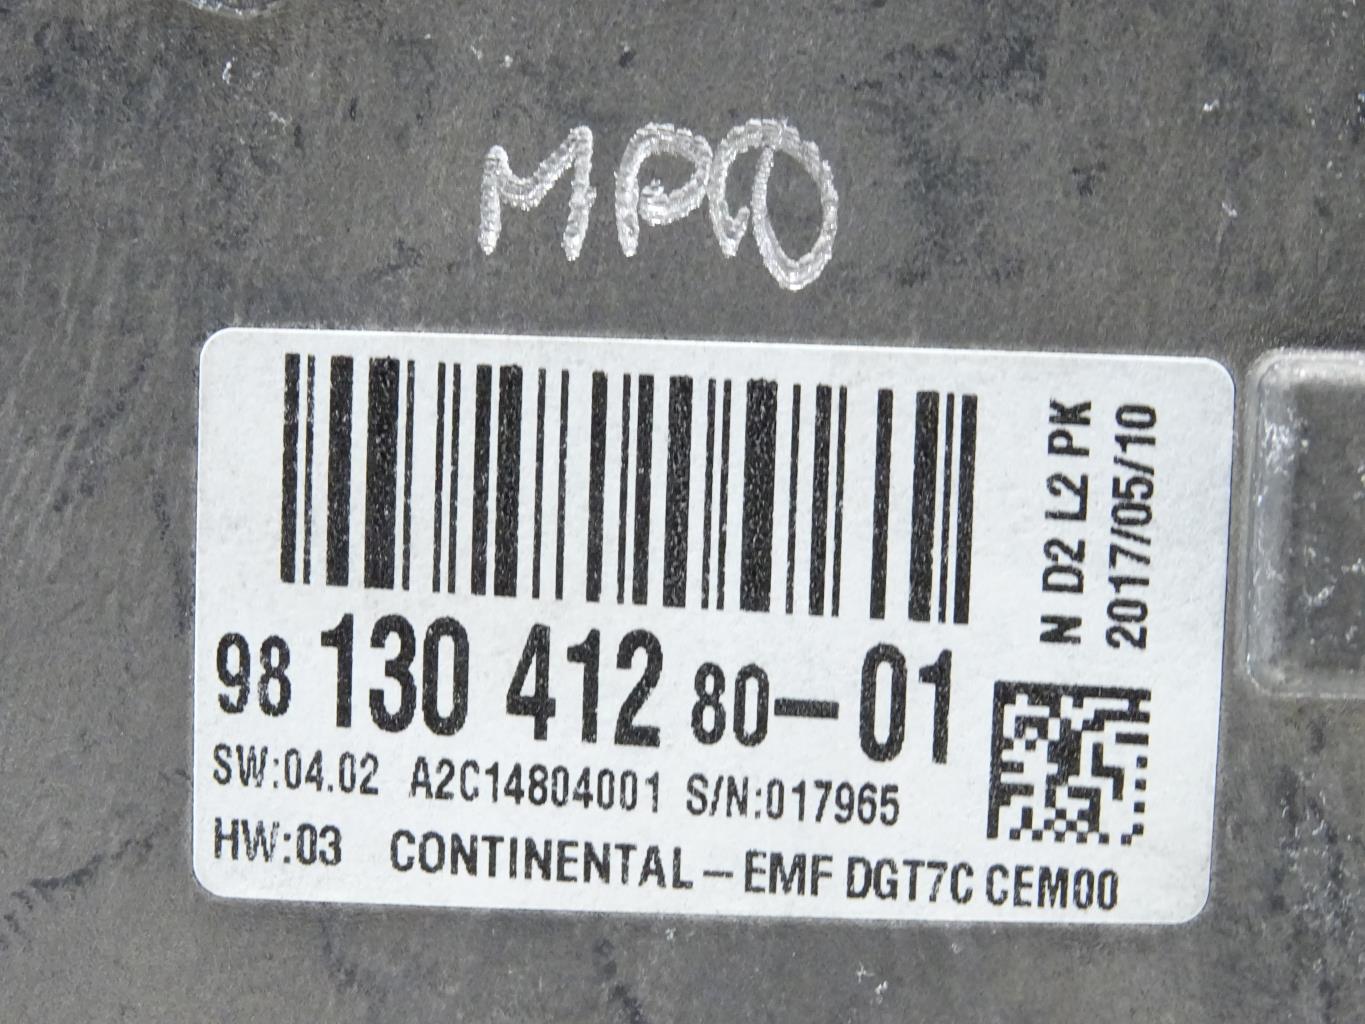 MPO
98 130 412 80-01
SW:04.02 A2C14804001 S/N:017965
HW:03 CONTINENTAL-EMF DGT7C CEM00
N D2 L2 PK
2017/05/10